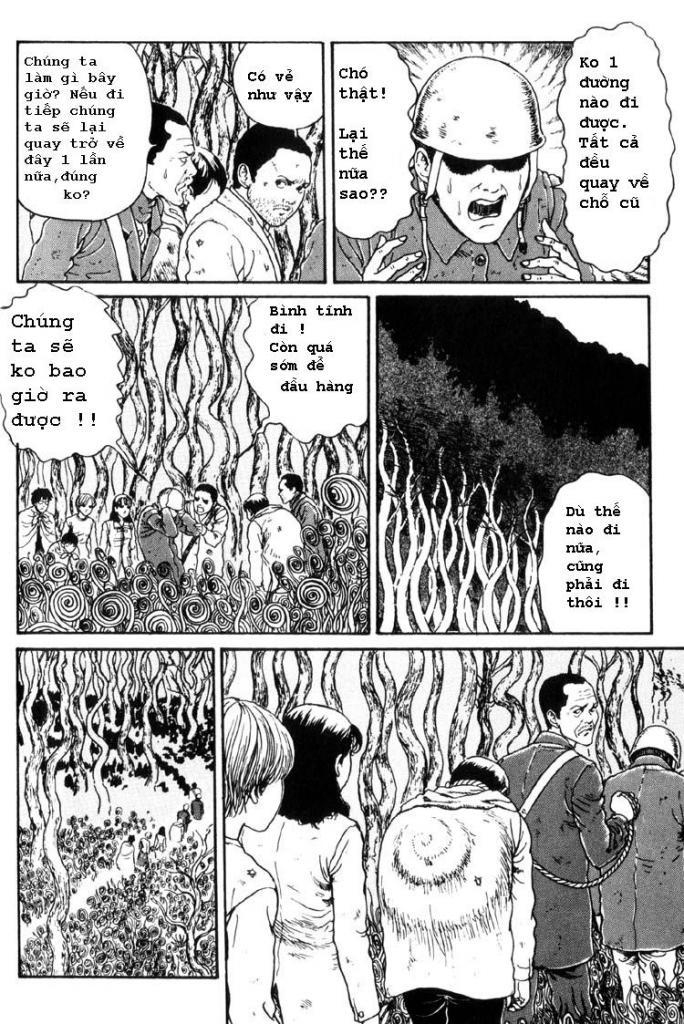 Ko 1
đường
nào đi
được.
Tất cả
đều
quay về
chỗ cũ
Chó
thật!
Lại
thế
nữa
sao??
Có vẻ
như vậy
Chúng ta
làm gì bây
giờ? Nếu đi
tiếp chúng
ta sẽ lại
quay trở về
đây 1 lần
nữa,đúng
ko?
Dù thế
nào đi
nữa,
cũng
phải đi
thôi !!
Bình tĩnh
đi !
Còn quá
sớm để
đầu hàng
Chúng
ta sẽ
ko bao
giờ ra
được !!